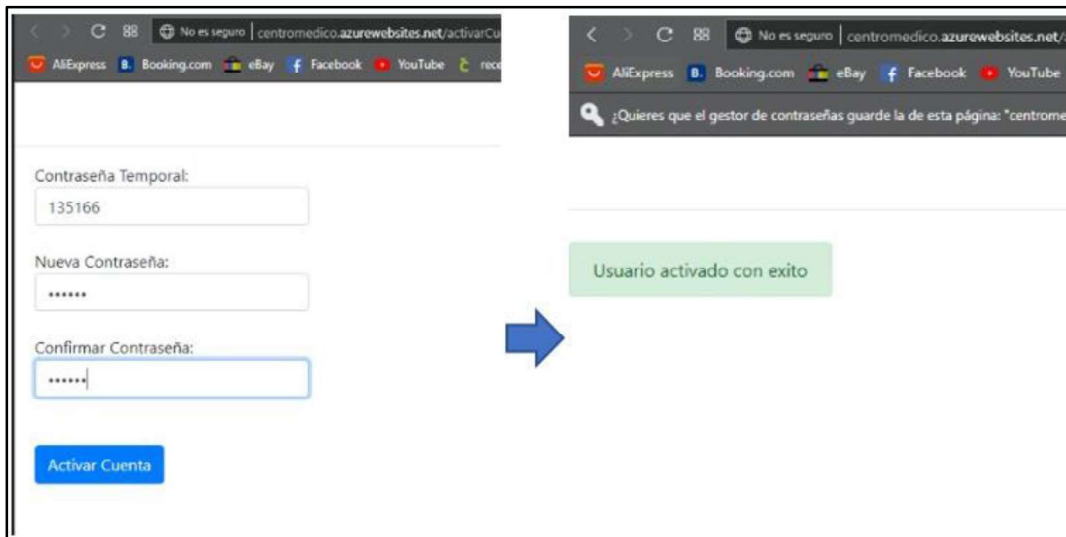 No es seguro centromedico.azurewebsites.net/activarCu
AliExpress B. Booking.com eBay Facebook YouTube rece
Contraseña Temporal:
135166
Nueva Contraseña:
••••••
Confirmar Contraseña:
••••••
Activar Cuenta
No es seguro centromedico.azurewebsites.net/
AliExpress B. Booking.com eBay Facebook YouTube
¿Quieres que el gestor de contraseñas guarde la de esta página: "centrome
Usuario activado con exito